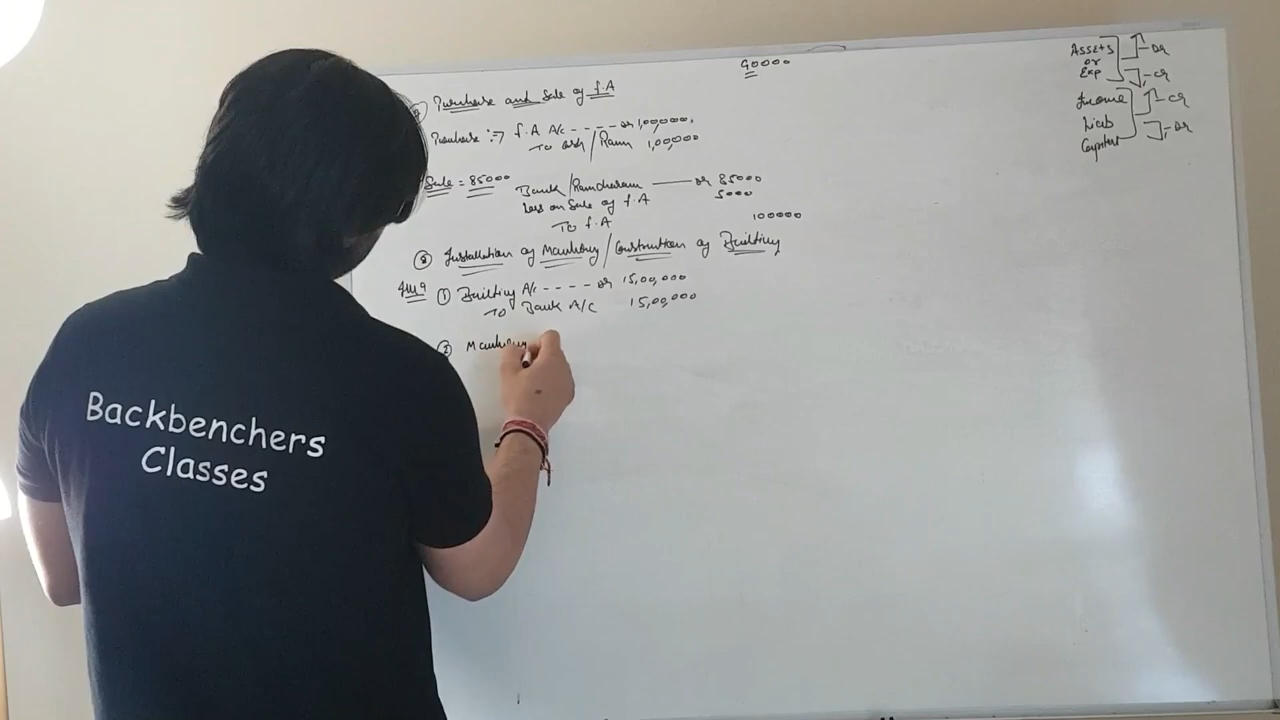 90000
Purchase and Sale of f.A
Purchase :-> f.A A/c ---- Dr 1,00,000
To Cash/Ram 1,00,000
Sale = 85000 Bank/Ramcharan —— Dr 85000
Loss on Sale of f.A 5000
To f.A 100000
③ Installation of Machinery/Construction of Building
① Building A/c ---- Dr 15,00,000
To Bank A/c 15,00,000
② Machinery
Assets
or
Exp
Dr
Cr
Income
Liab
Capital
Cr
Dr
Backbenchers
Classes